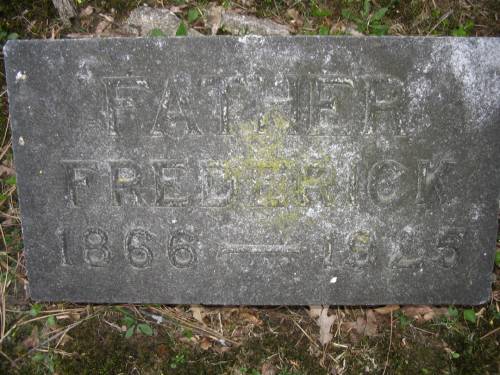 FATHER
FREDERICK
1866 — 1925